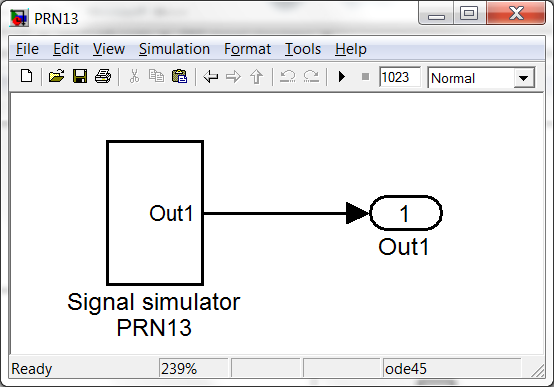 PRN13
File Edit View Simulation Format Tools Help
1023 Normal
Out1
1
Out1
Signal simulator
PRN13
Ready 239% ode45